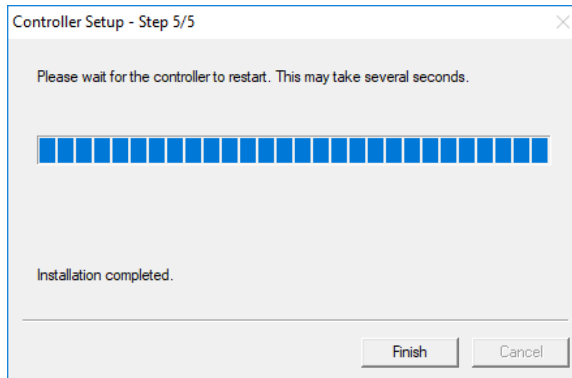 Controller Setup - Step 5/5
Please wait for the controller to restart. This may take several seconds.
Installation completed.
Finish
Cancel